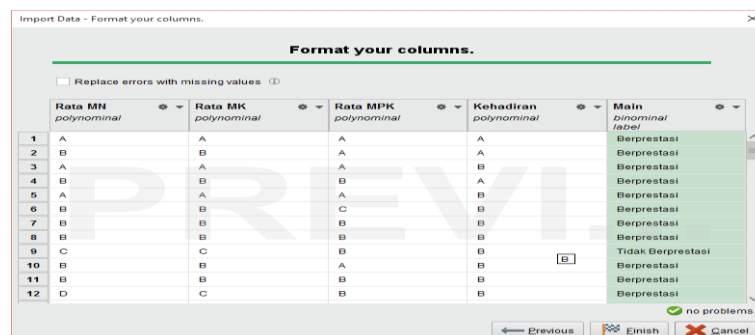 Import Data - Format your columns.
Format your columns.
Replace errors with missing values
Rata MN Rata MK Rata MPK Kehadiran Main
polynominal polynominal polynominal polynominal binominal
label
1 A A A A Berprestasi
2 B B A A Berprestasi
3 A A A B Berprestasi
4 B B B A Berprestasi
5 A A A B Berprestasi
6 B B C B Berprestasi
7 B B B B Berprestasi
8 B B B B Berprestasi
9 C C B B Tidak Berprestasi
B
10 B B A B Berprestasi
11 B B B B Berprestasi
12 D C B B Berprestasi
PREVI...
no problems
Previous Finish Cancel